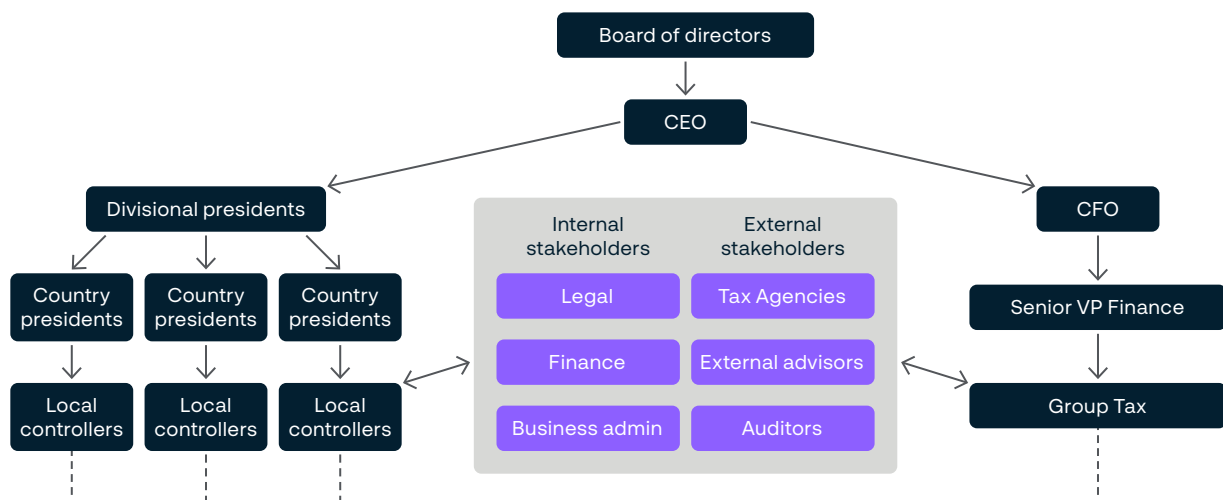 Board of directors
CEO
Divisional presidents
CFO
Internal
stakeholders
External
stakeholders
Country
presidents
Country
presidents
Country
presidents
Legal
Tax Agencies
Senior VP Finance
Finance
External advisors
Local
controllers
Local
controllers
Local
controllers
Business admin
Auditors
Group Tax